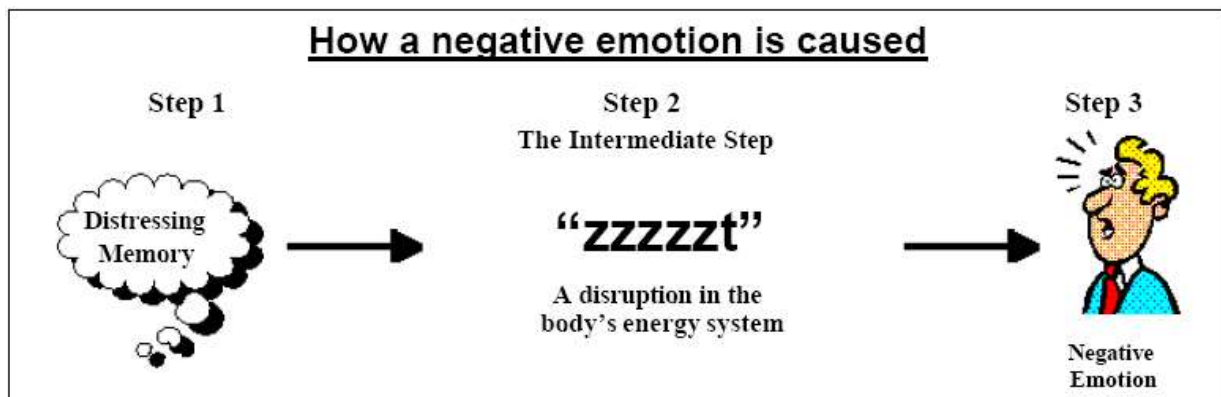 How a negative emotion is caused
Step 1
Step 2
Step 3
The Intermediate Step
Distressing
Memory
“zzzzzt”
A disruption in the
body’s energy system
Negative
Emotion